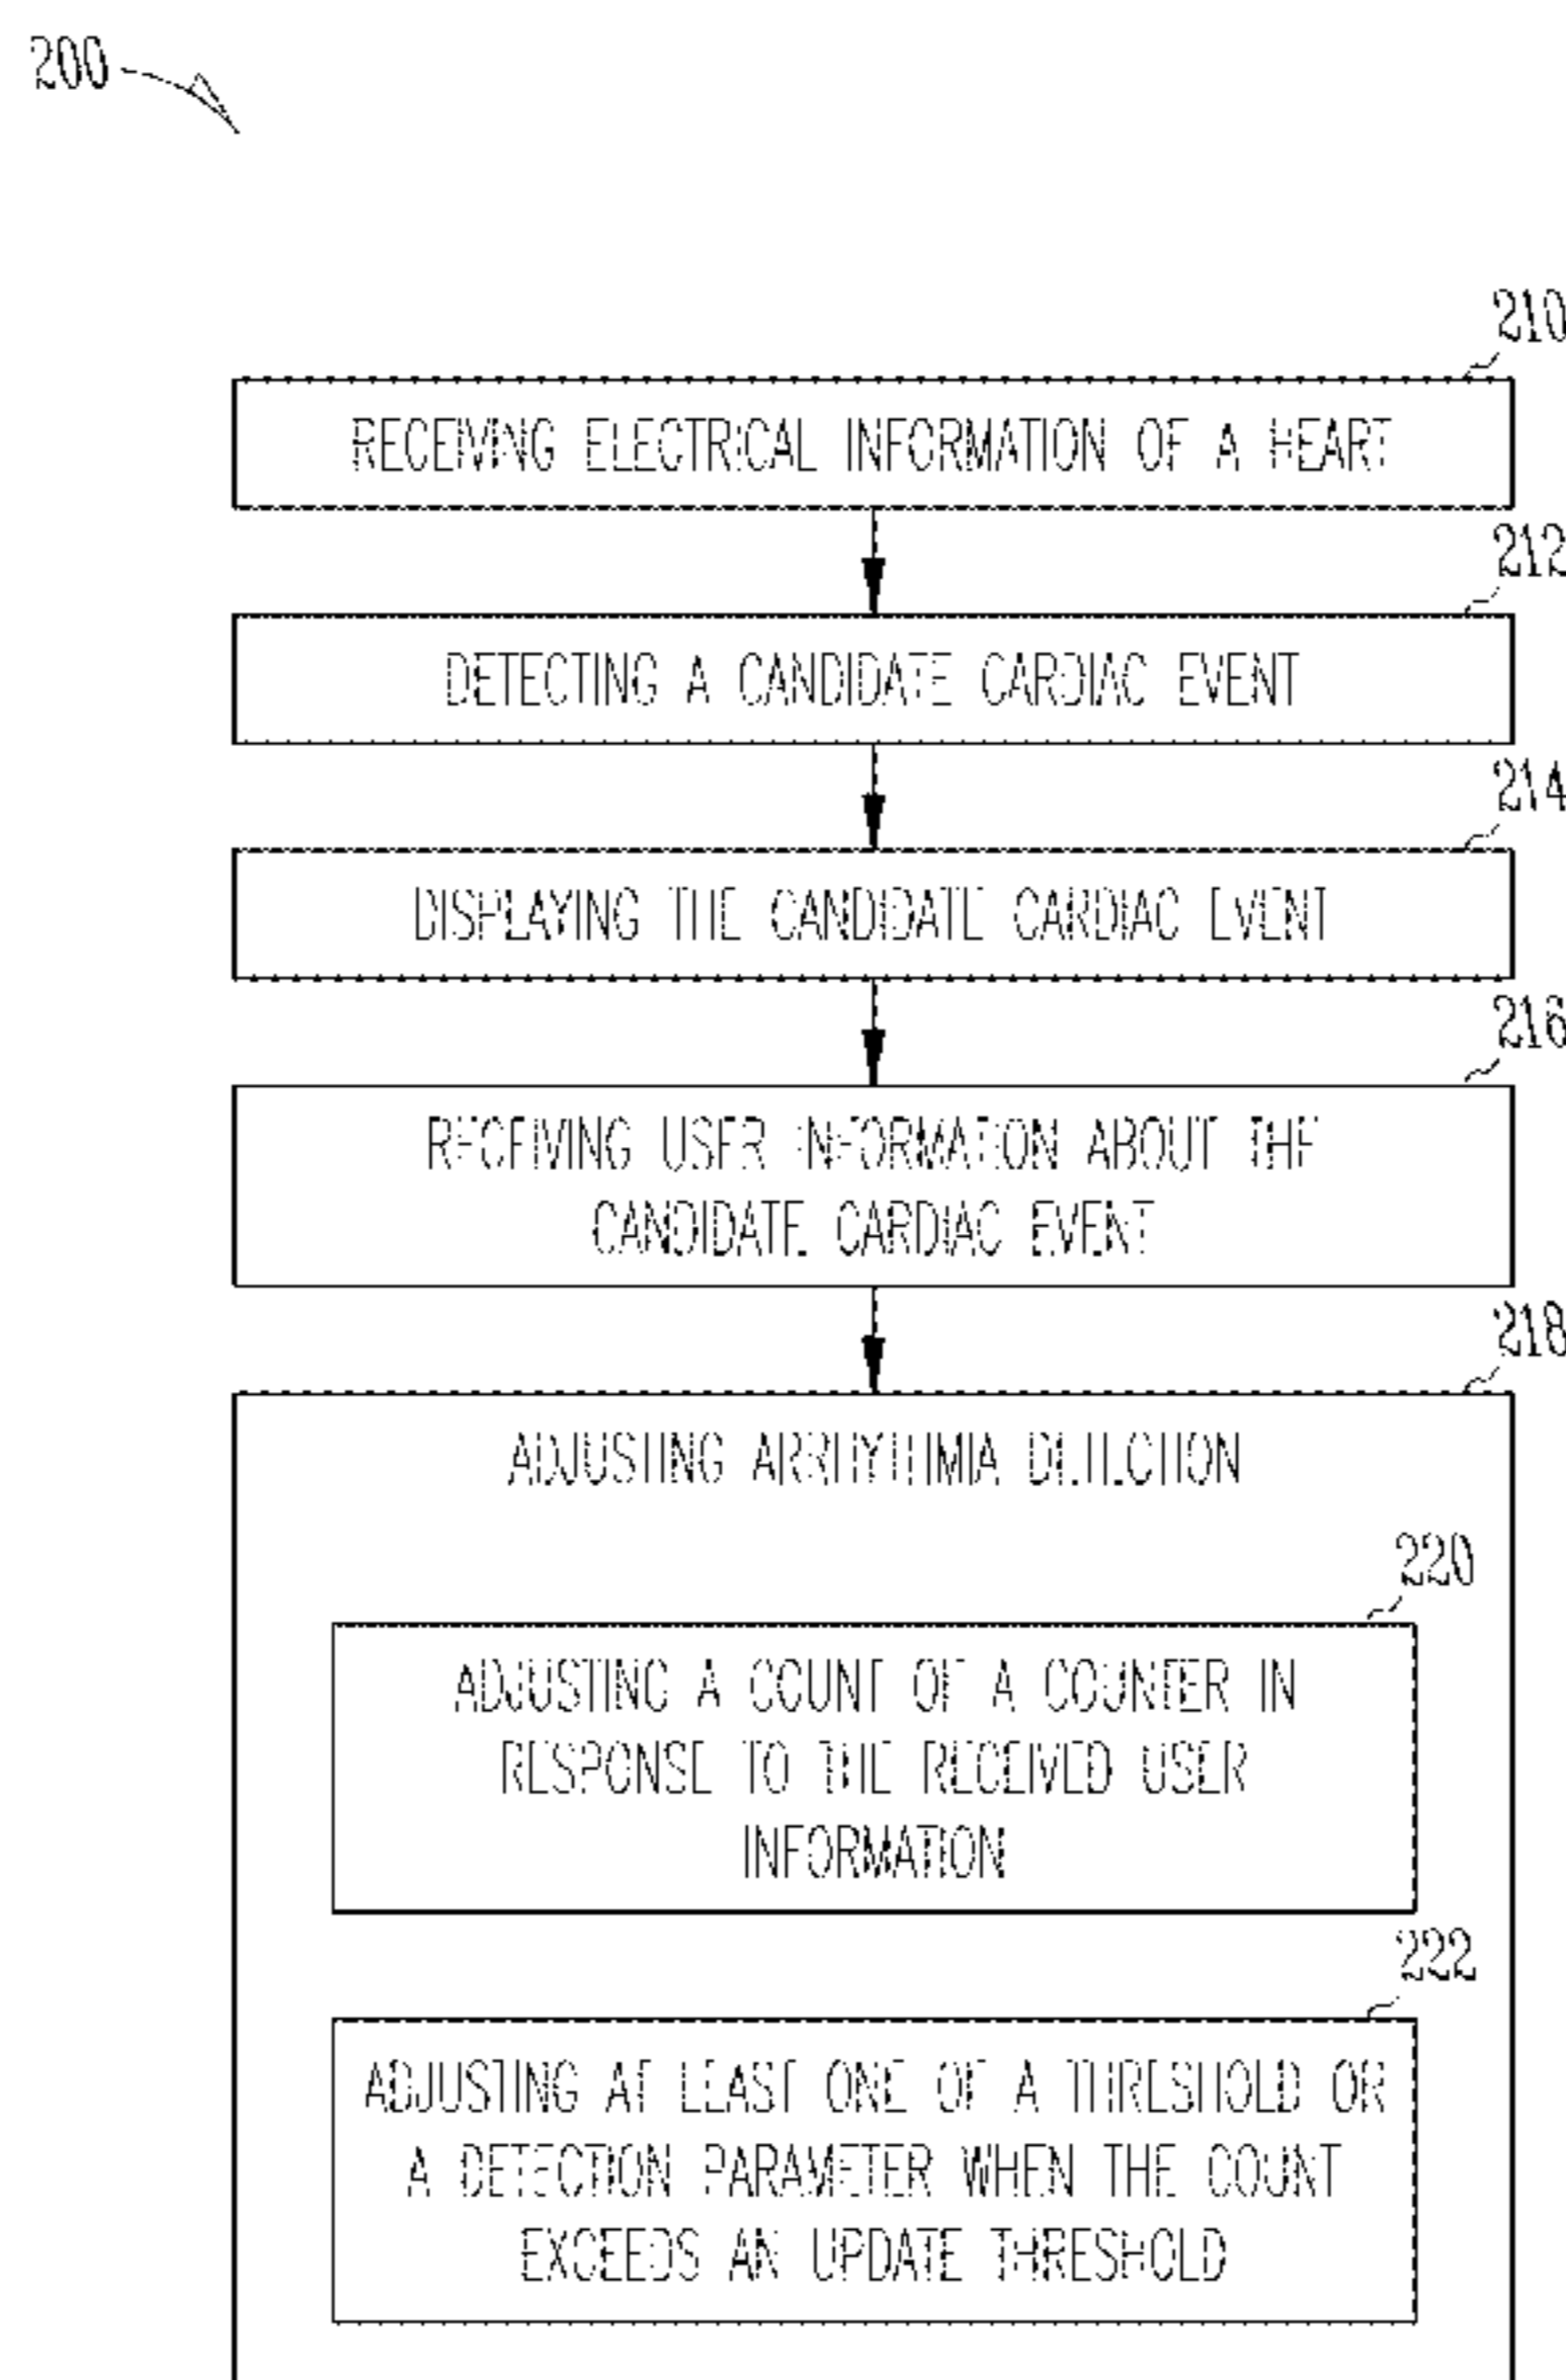 200
210
RECEIVING ELECTRICAL INFORMATION OF A HEART
212
DETECTING A CANDIDATE CARDIAC EVENT
214
DISPLAYING THE CANDIDATE CARDIAC EVENT
216
RECEIVING USER INFORMATION ABOUT THE
CANDIDATE CARDIAC EVENT
218
ADJUSTING ARRHYTHMIA DETECTION
220
ADJUSTING A COUNT OF A COUNTER IN
RESPONSE TO THE RECEIVED USER
INFORMATION
222
ADJUSTING AT LEAST ONE OF A THRESHOLD OR
A DETECTION PARAMETER WHEN THE COUNT
EXCEEDS AN UPDATE THRESHOLD